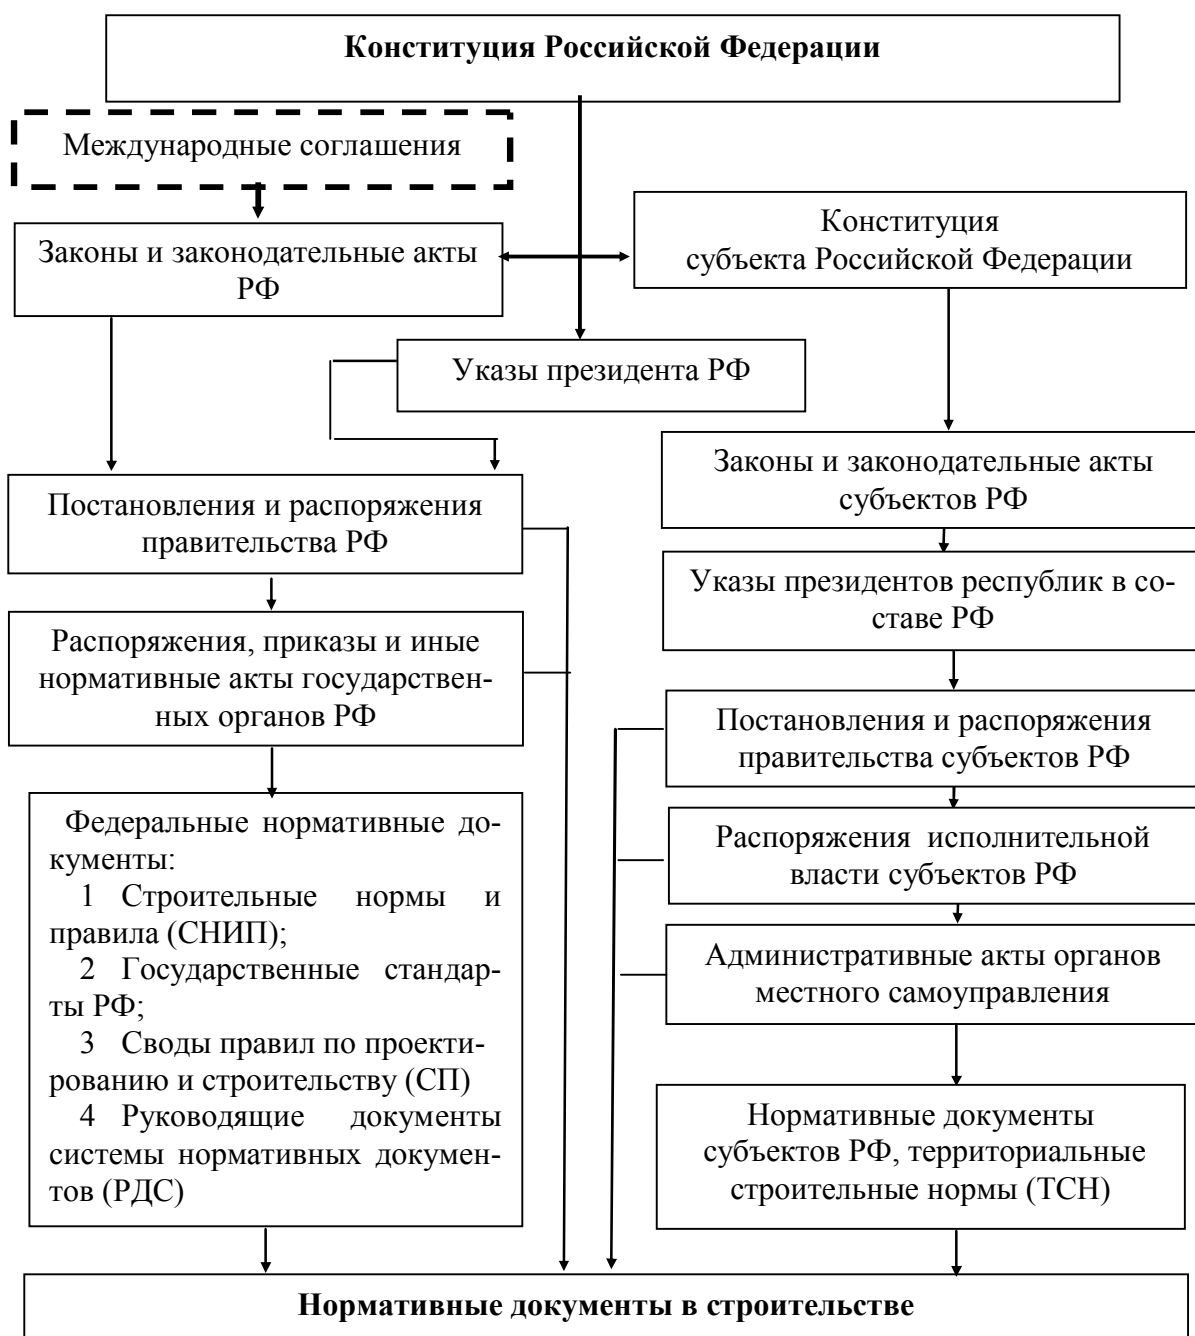 Конституция Российской Федерации
Международные соглашения
Законы и законодательные акты
РФ
Конституция
субъекта Российской Федерации
Указы президента РФ
Постановления и распоряжения
правительства РФ
Распоряжения, приказы и иные
нормативные акты государствен-
ных органов РФ
Федеральные нормативные до-
кументы:
1 Строительные нормы и
правила (СНИП);
2 Государственные стандар-
ты РФ;
3 Своды правил по проекти-
рованию и строительству (СП)
4 Руководящие документы
системы нормативных докумен-
тов (РДС)
Законы и законодательные акты
субъектов РФ
Указы президентов республик в со-
ставе РФ
Постановления и распоряжения
правительства субъектов РФ
Распоряжения исполнительной
власти субъектов РФ
Административные акты органов
местного самоуправления
Нормативные документы
субъектов РФ, территориальные
строительные нормы (ТСН)
Нормативные документы в строительстве